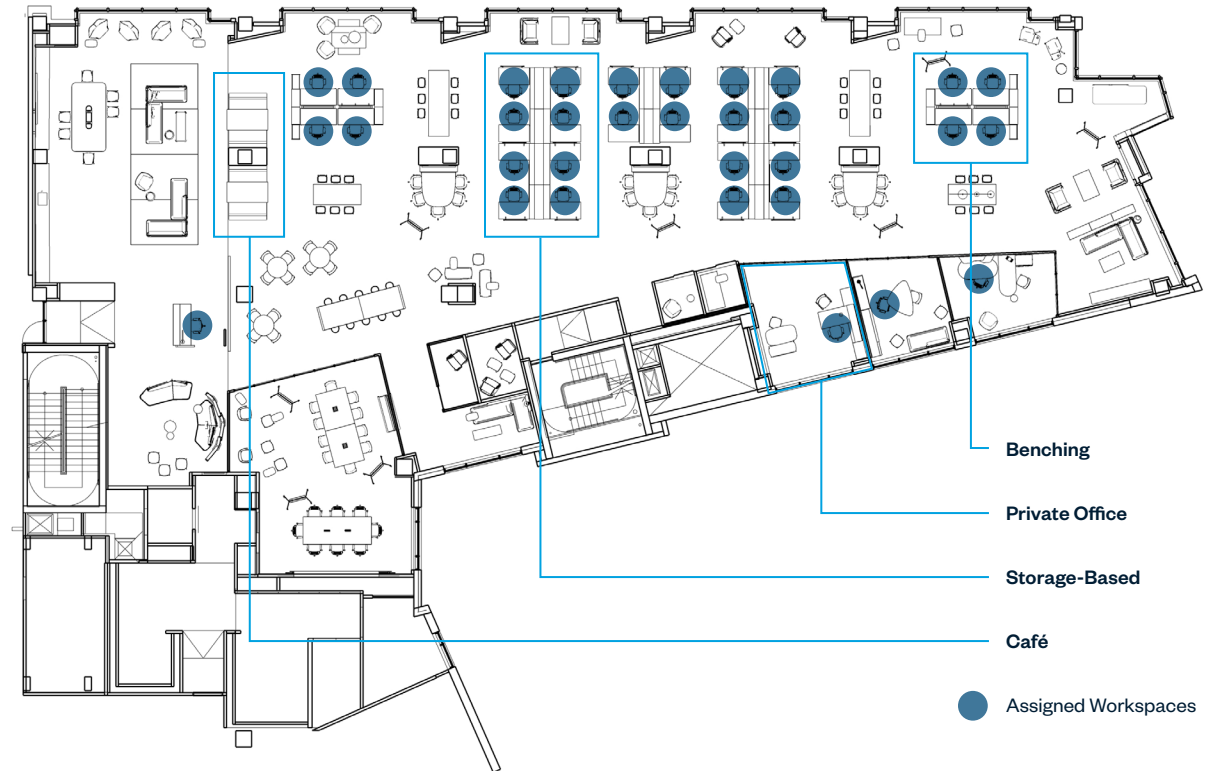 Benching
Private Office
Storage-Based
Café
Assigned Workspaces